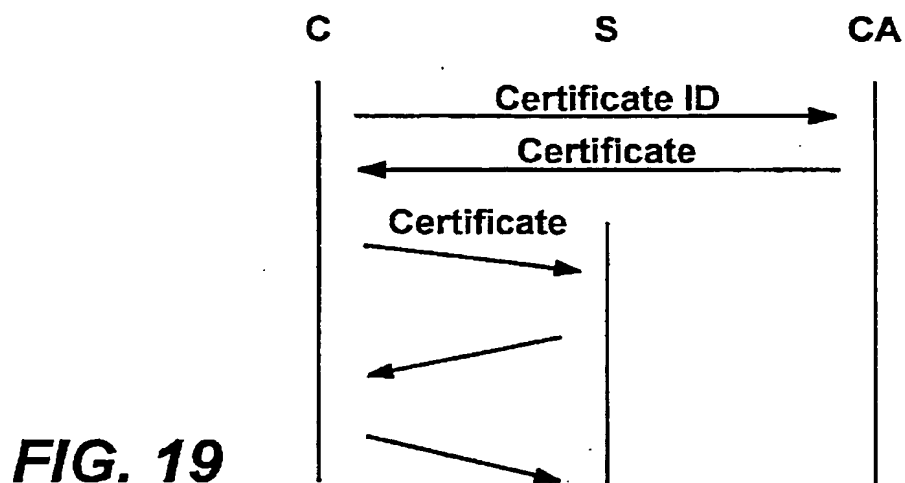 C S CA
Certificate ID
Certificate
Certificate
FIG. 19